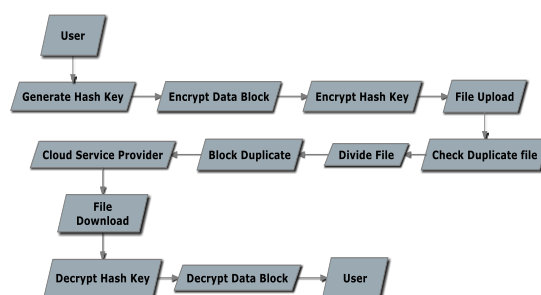 User
Generate Hash Key
Encrypt Data Block
Encrypt Hash Key
File Upload
Cloud Service Provider
Block Duplicate
Divide File
Check Duplicate file
File
Download
Decrypt Hash Key
Decrypt Data Block
User